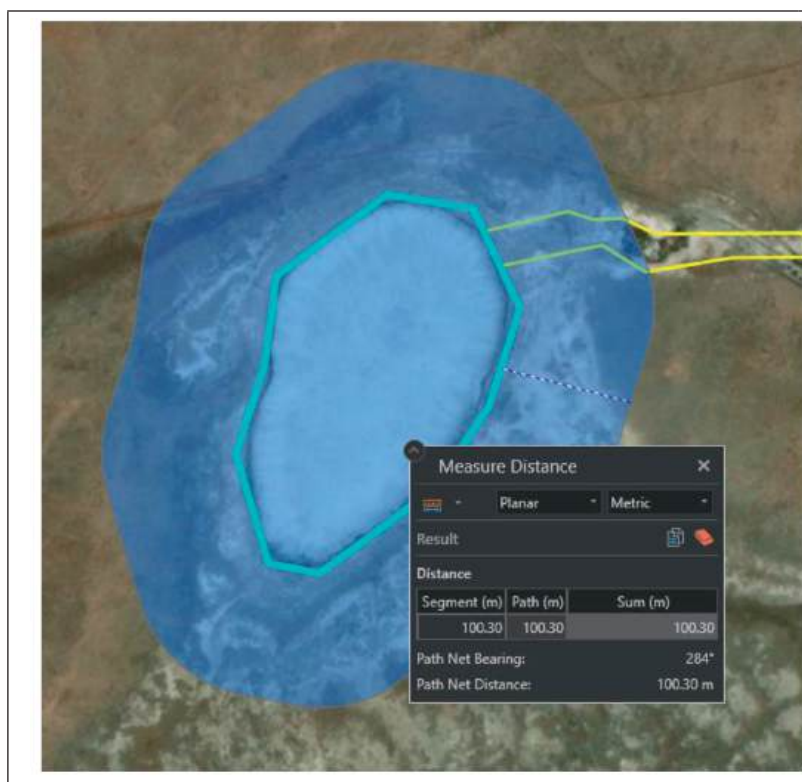 Measure Distance
Planar Metric
Result
Distance
Segment (m) Path (m) Sum (m)
100.30 100.30 100.30
Path Net Bearing: 284°
Path Net Distance: 100.30 m